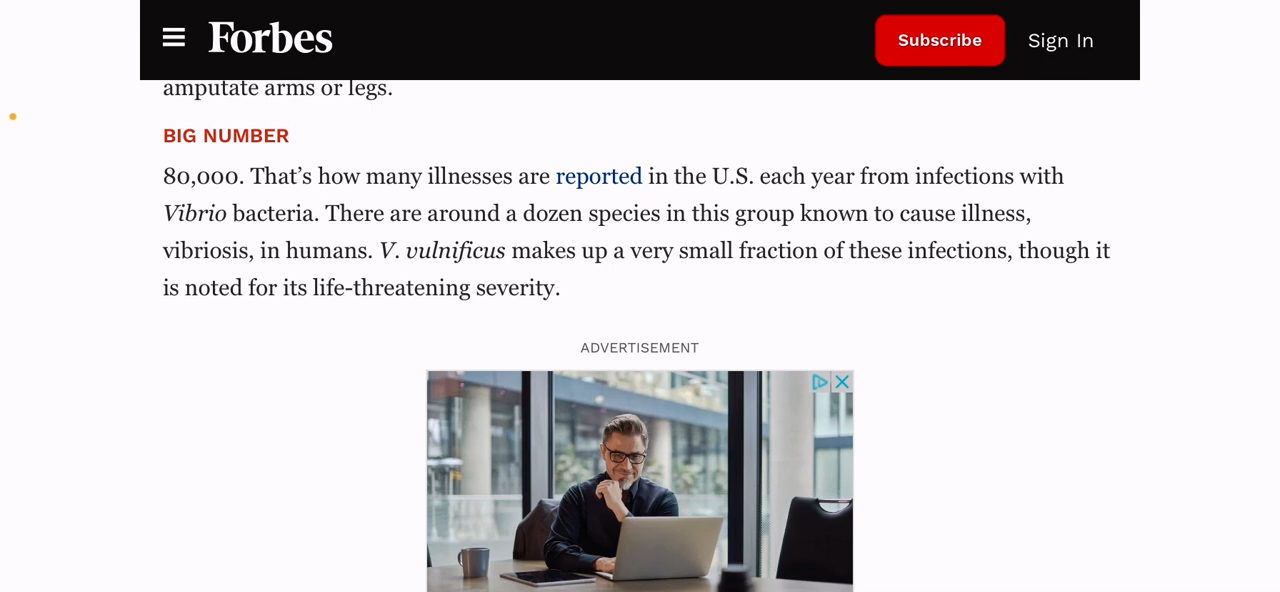 Forbes
Subscribe
Sign In
amputate arms or legs.
BIG NUMBER
80,000. That’s how many illnesses are reported in the U.S. each year from infections with
Vibrio bacteria. There are around a dozen species in this group known to cause illness,
vibriosis, in humans. V. vulnificus makes up a very small fraction of these infections, though it
is noted for its life-threatening severity.
ADVERTISEMENT